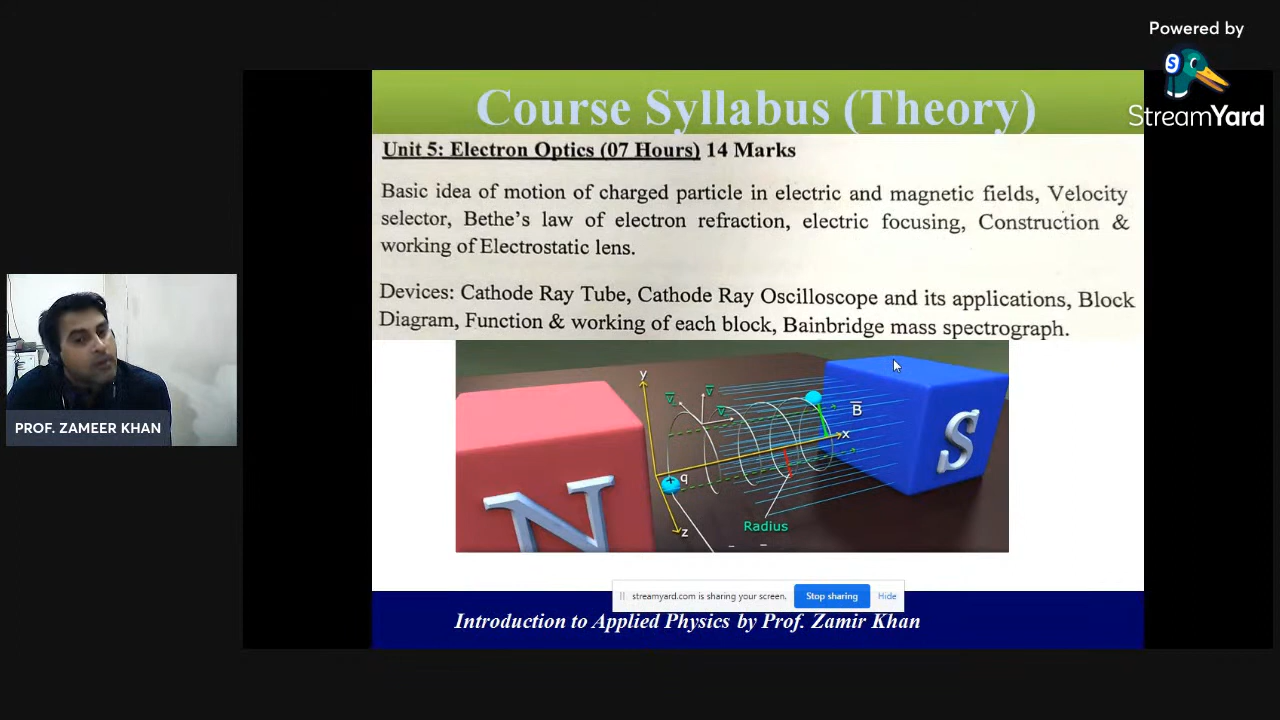 Powered by
S
StreamYard
Course Syllabus (Theory)
Unit 5: Electron Optics (07 Hours) 14 Marks
Basic idea of motion of charged particle in electric and magnetic fields, Velocity
selector, Bethe's law of electron refraction, electric focusing, Construction &
working of Electrostatic lens.
Devices: Cathode Ray Tube, Cathode Ray Oscilloscope and its applications, Block
Diagram, Function & working of each block, Bainbridge mass spectrograph.
PROF. ZAMEER KHAN
y
v
v
v
B
x
q
z
N
S
Radius
streamyard.com is sharing your screen.
Stop sharing
Hide
Introduction to Applied Physics by Prof. Zamir Khan